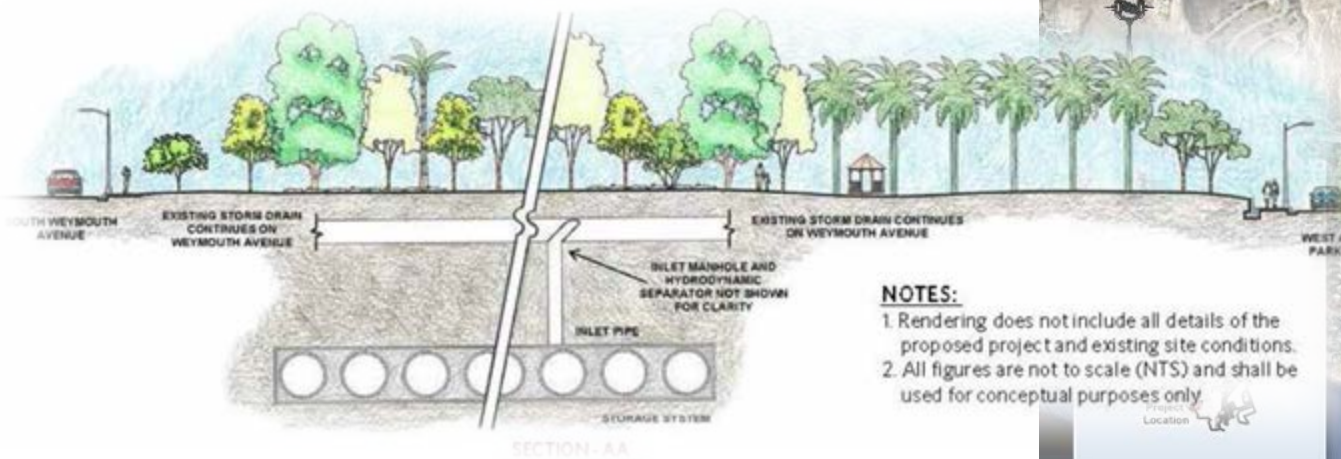 EXISTING STORM DRAIN
CONTINUES ON
WEYMOUTH AVENUE
WEYMOUTH
AVENUE
EXISTING STORM DRAIN CONTINUES
ON WEYMOUTH AVENUE
WEST
PARK
INLET MANHOLE AND
HYDRODYNAMIC
SEPARATOR NOT SHOWN
FOR CLARITY
INLET PIPE
STORAGE SYSTEM
SECTION - AA
NOTES:
1. Rendering does not include all details of the
proposed project and existing site conditions.
2. All figures are not to scale (NTS) and shall be
used for conceptual purposes only.
Project
Location